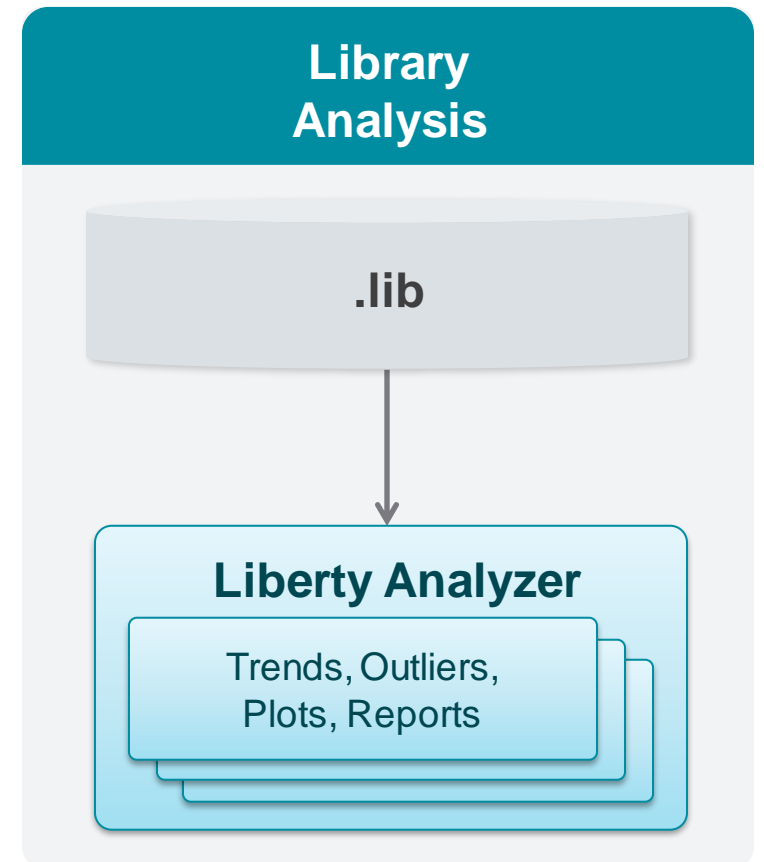 Library
Analysis
.lib
Liberty Analyzer
Trends, Outliers,
Plots, Reports